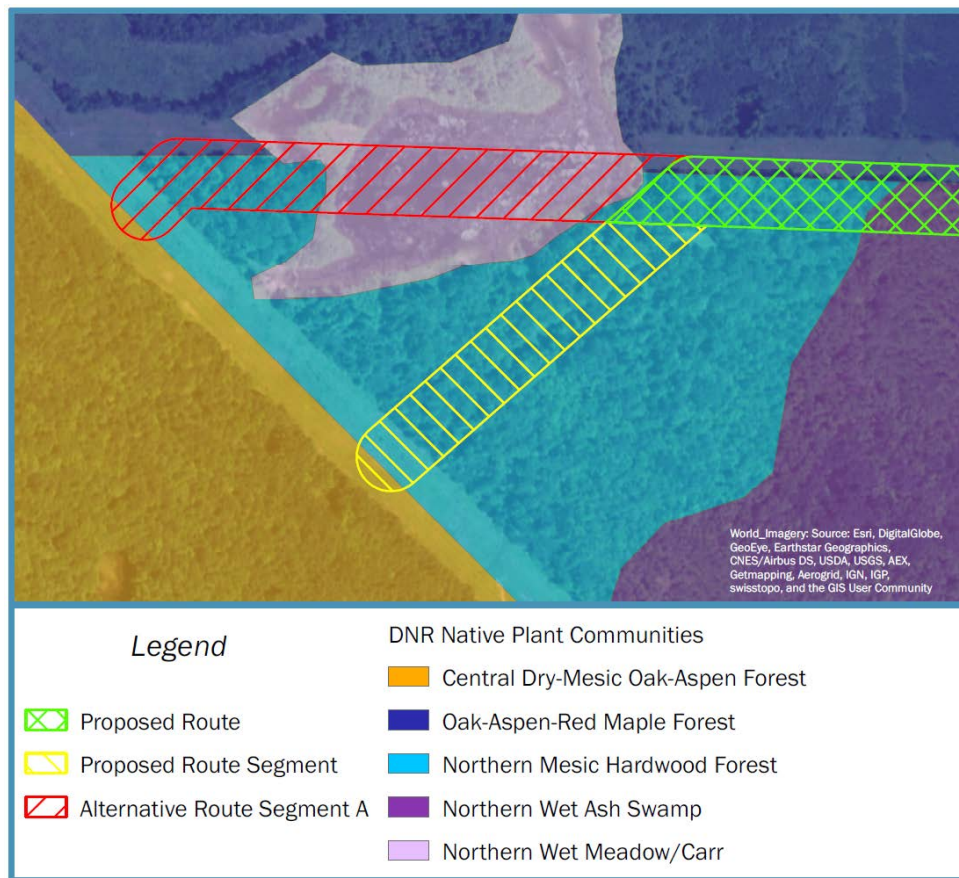 World_Imagery: Source: Esri, DigitalGlobe,
GeoEye, Earthstar Geographics,
CNES/Airbus DS, USDA, USGS, AEX,
Getmapping, Aerogrid, IGN, IGP,
swisstopo, and the GIS User Community
Legend
Proposed Route
Proposed Route Segment
Alternative Route Segment A
DNR Native Plant Communities
Central Dry-Mesic Oak-Aspen Forest
Oak-Aspen-Red Maple Forest
Northern Mesic Hardwood Forest
Northern Wet Ash Swamp
Northern Wet Meadow/Carr